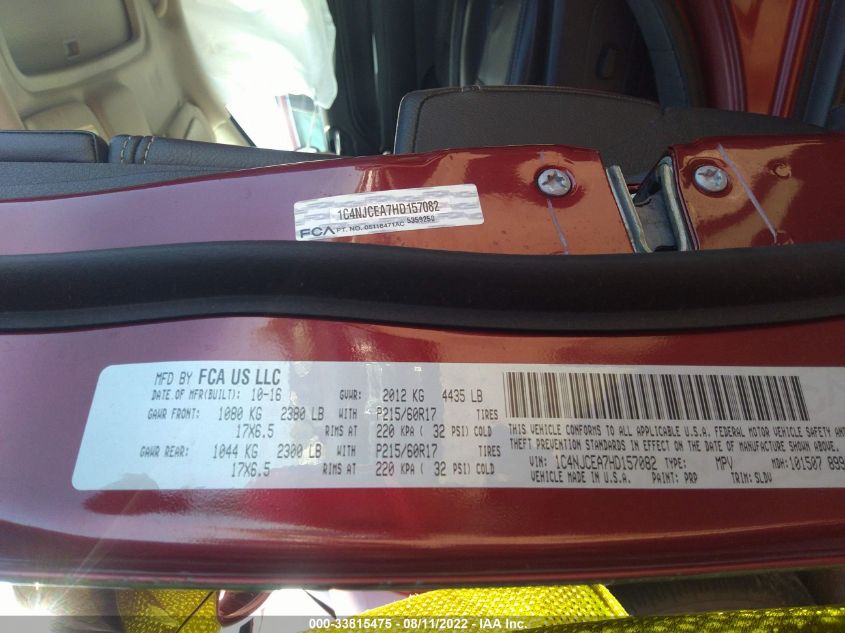 1C4NJCEA7HD157082
FCA PT. NO. 05116471AC 5359250
MFD BY FCA US LLC
DATE.OF MFR(BUILT): 10-16 GVWR: 2012 KG 4435 LB
GAWR FRONT: 1080 KG 2380 LB WITH P215/60R17 TIRES
17X6.5 RIMS AT 220 KPA ( 32 PSI) COLD
GAWR REAR: 1044 KG 2300 LB WITH P215/60R17 TIRES
17X6.5 RIMS AT 220 KPA ( 32 PSI) COLD
THIS VEHICLE CONFORMS TO ALL APPLICABLE U.S.A. FEDERAL MOTOR VEHICLE SAFETY AND
THEFT PREVENTION STANDARDS IN EFFECT ON THE DATE OF MANUFACTURE SHOWN ABOVE.
VIN: 1C4NJCEA7HD157082 TYPE: MPV MDH: 101507 099
VEHICLE MADE IN U.S.A. PAINT: PRP TRIM: SLDV
000-33815475 - 08/11/2022 - IAA Inc.